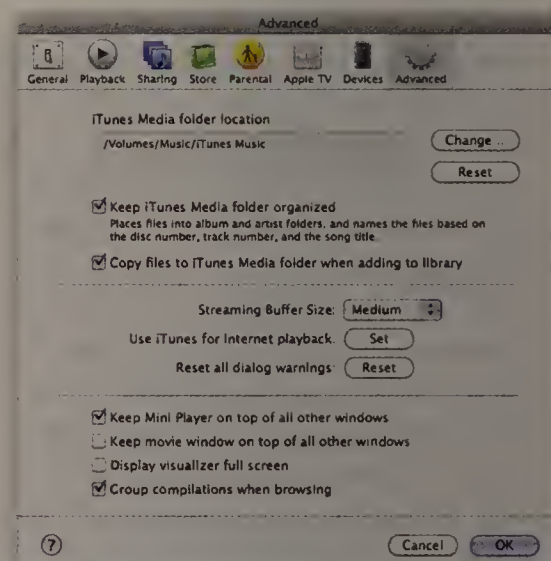 Advanced
General Playback Sharing Store Parental Apple TV Devices Advanced
iTunes Media folder location
/Volumes/Music/iTunes Music
Change ..
Reset
Keep iTunes Media folder organized
Places files into album and artist folders, and names the files based on
the disc number, track number, and the song title.
Copy files to iTunes Media folder when adding to library
Streaming Buffer Size: Medium
Use iTunes for Internet playback. Set
Reset all dialog warnings: Reset
Keep Mini Player on top of all other windows
Keep movie window on top of all other windows
Display visualizer full screen
Group compilations when browsing
? Cancel OK